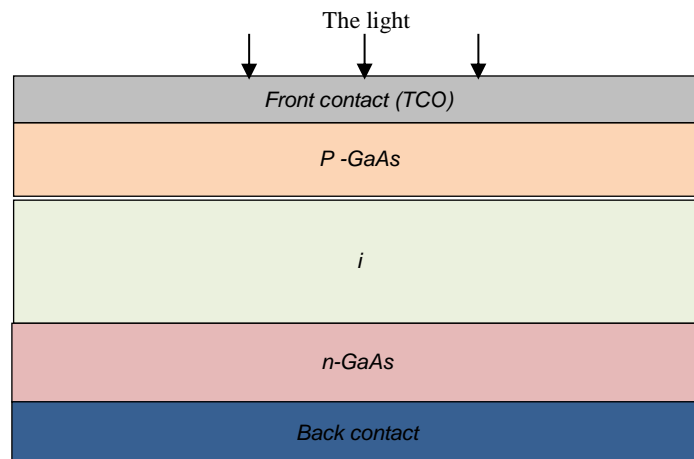 The light
Front contact (TCO)
P -GaAs
i
n-GaAs
Back contact